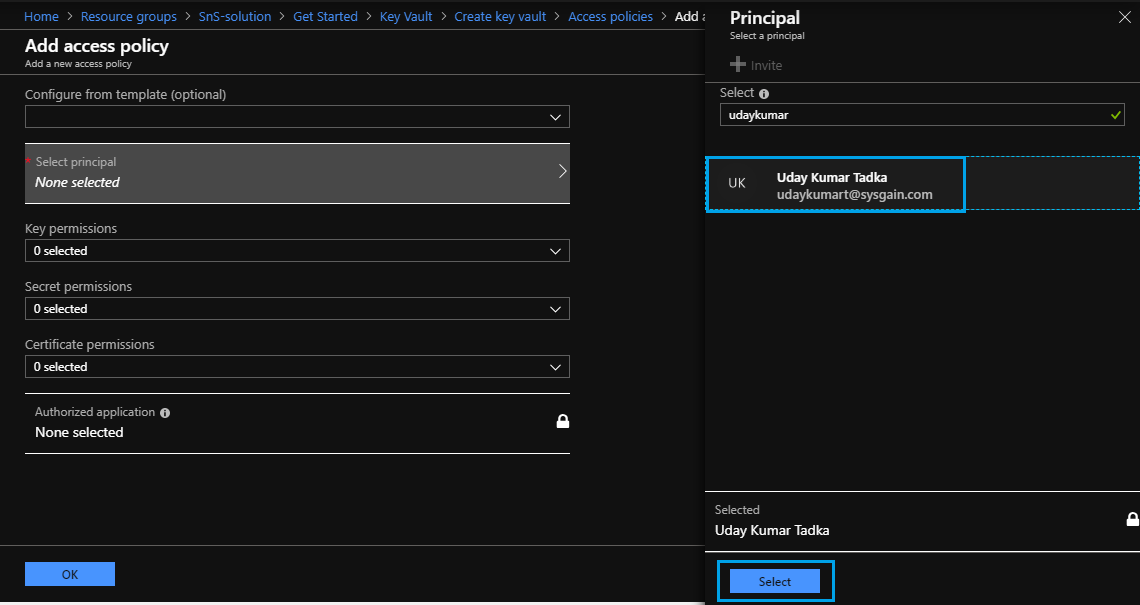 Home > Resource groups > SnS-solution > Get Started > Key Vault > Create key vault > Access policies > Add a
Add access policy
Add a new access policy
Configure from template (optional)
* Select principal
None selected
Key permissions
0 selected
Secret permissions
0 selected
Certificate permissions
0 selected
Authorized application
None selected
OK
Principal
Select a principal
Invite
Select
udaykumar
UK
Uday Kumar Tadka
udaykumart@sysgain.com
Selected
Uday Kumar Tadka
Select